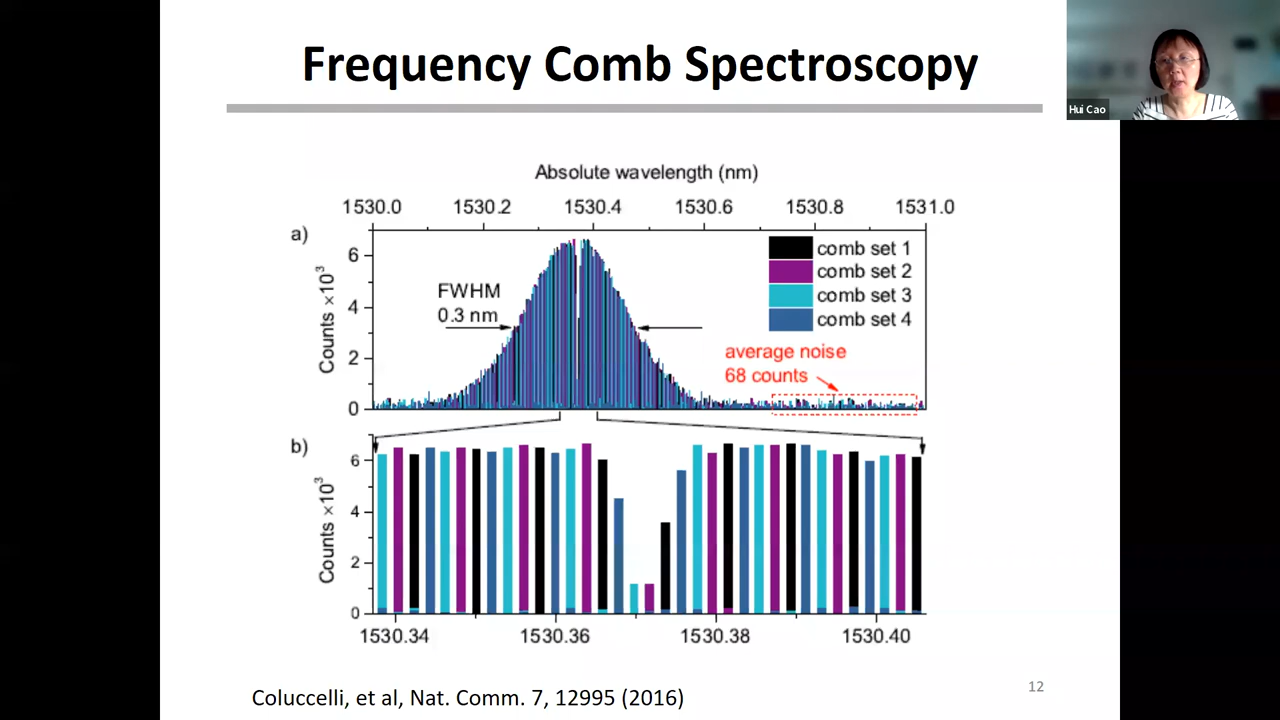 Frequency Comb Spectroscopy
Hui Cao
Absolute wavelength (nm)
1530.0 1530.2 1530.4 1530.6 1530.8 1531.0
a)
Counts ×10³
6
4
2
0
FWHM
0.3 nm
comb set 1
comb set 2
comb set 3
comb set 4
average noise
68 counts
b)
Counts ×10³
6
4
2
0
1530.34 1530.36 1530.38 1530.40
Coluccelli, et al, Nat. Comm. 7, 12995 (2016)
12